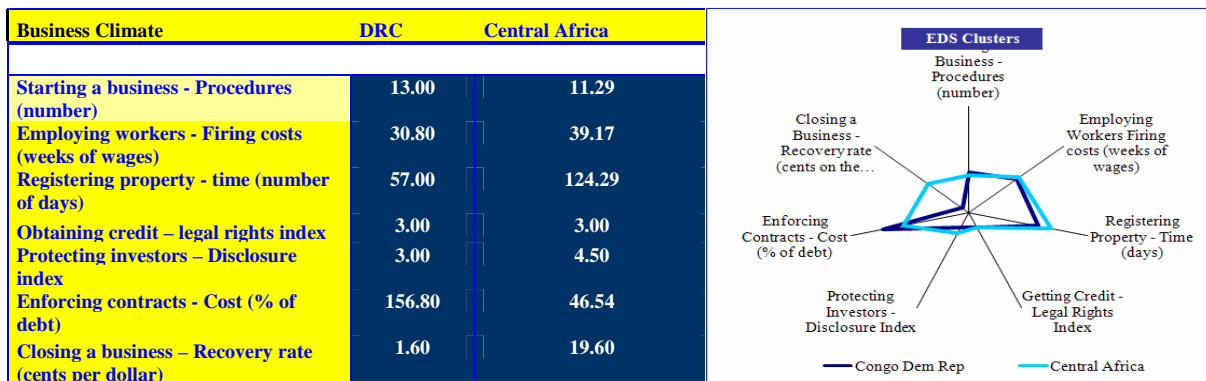 Business Climate DRC Central Africa
Starting a business - Procedures
(number) 13.00 11.29
Employing workers - Firing costs
(weeks of wages) 30.80 39.17
Registering property - time (number
of days) 57.00 124.29
Obtaining credit – legal rights index 3.00 3.00
Protecting investors – Disclosure
index 3.00 4.50
Enforcing contracts - Cost (% of
debt) 156.80 46.54
Closing a business – Recovery rate
(cents per dollar) 1.60 19.60
EDS Clusters
Business -
Procedures
(number)
Employing
Workers Firing
costs (weeks of
wages)
Registering
Property - Time
(days)
Getting Credit -
Legal Rights
Index
Protecting
Investors -
Disclosure Index
Enforcing
Contracts - Cost
(% of debt)
Closing a
Business -
Recovery rate
(cents on the…
Congo Dem Rep
Central Africa